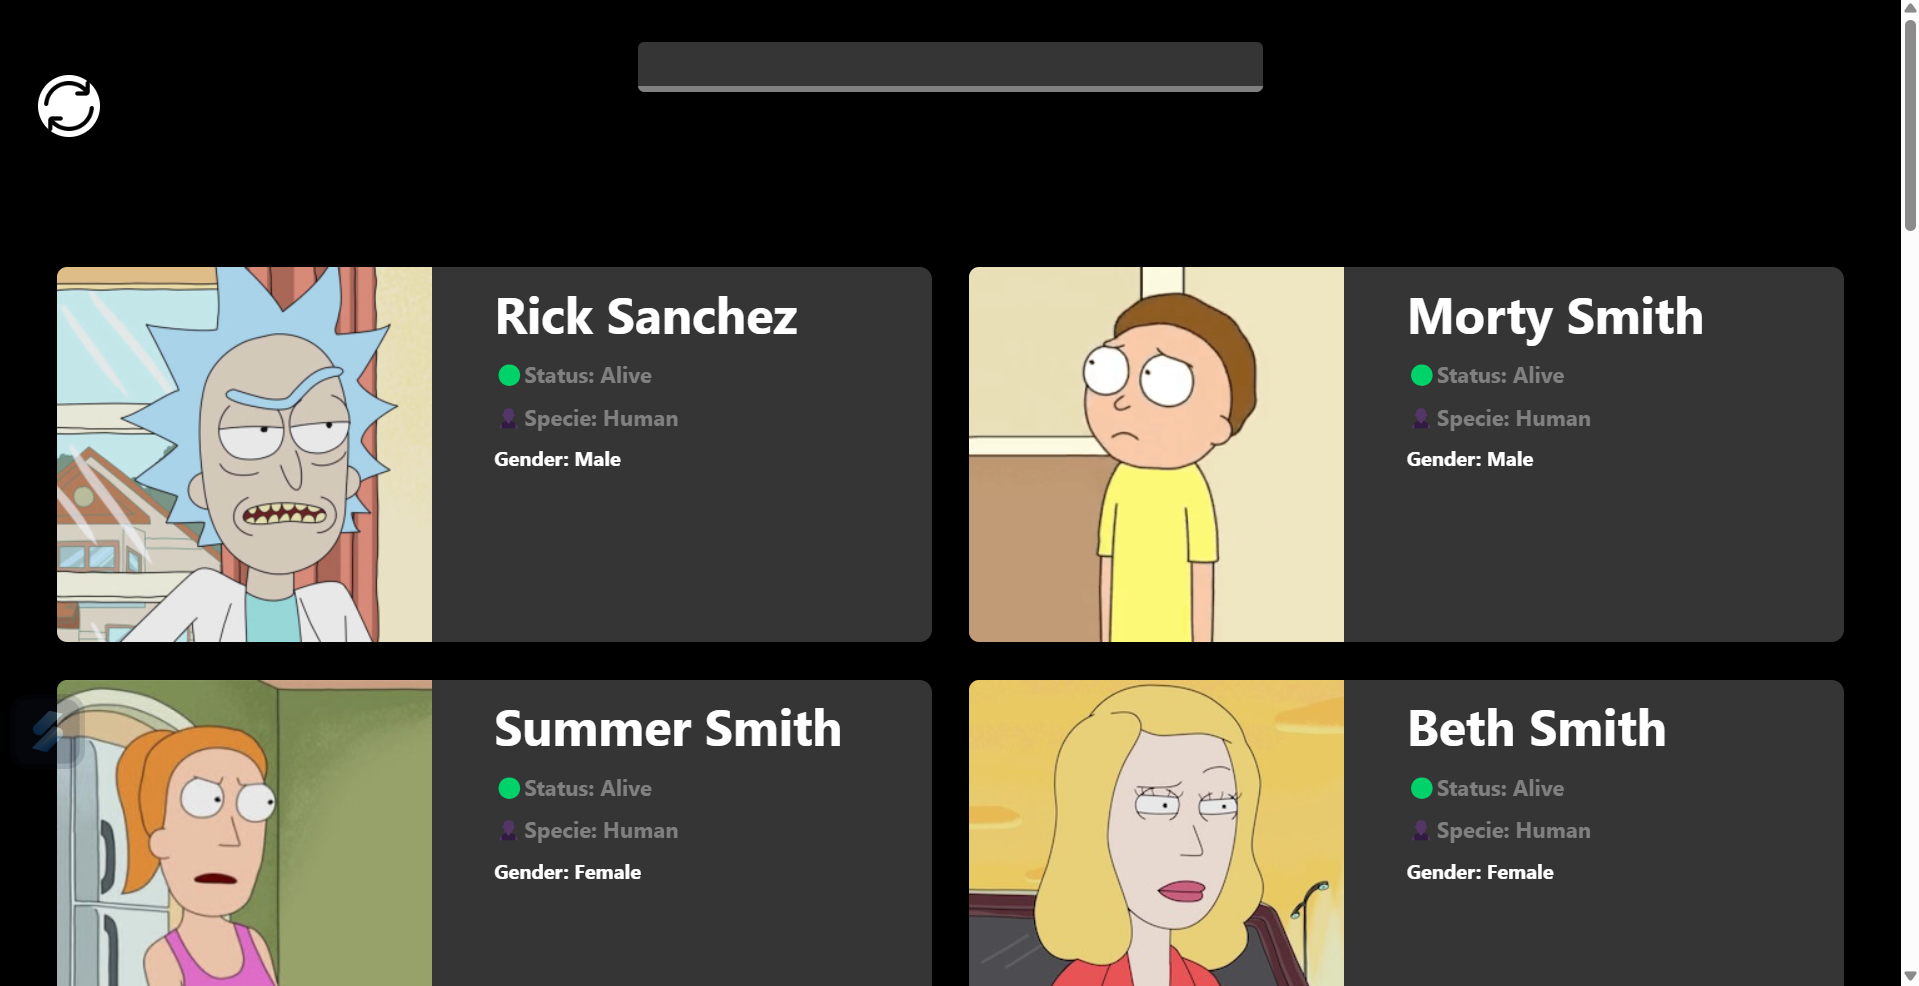 Rick Sanchez
Status: Alive
Specie: Human
Gender: Male
Morty Smith
Status: Alive
Specie: Human
Gender: Male
Summer Smith
Status: Alive
Specie: Human
Gender: Female
Beth Smith
Status: Alive
Specie: Human
Gender: Female